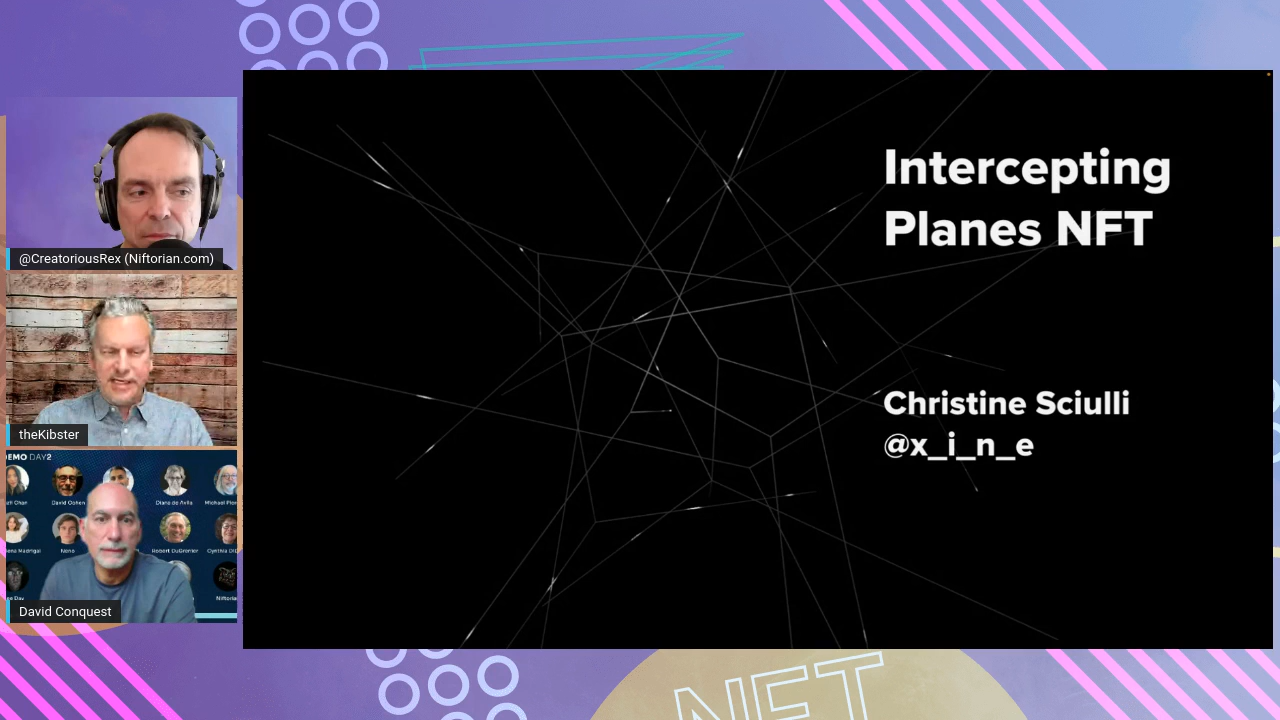 Intercepting
Planes NFT
Christine Sciulli
@x_i_n_e
@CreatoriousRex (Niftorian.com)
theKibster
DEMO DAY2
David Cohen
Diana de Avila
Nono
Robert DuGrenier
David Conquest
NFT